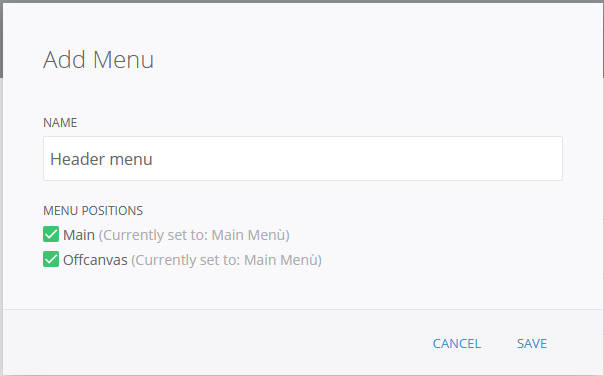 Add Menu
NAME
Header menu
MENU POSITIONS
Main (Currently set to: Main Menù)
Offcanvas (Currently set to: Main Menù)
CANCEL SAVE